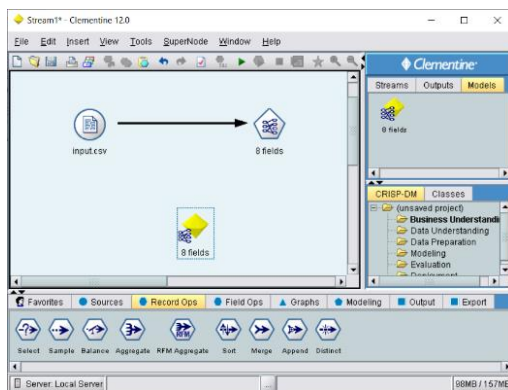 Stream1* - Clementine 12.0
File Edit Insert View Tools SuperNode Window Help
Clementine
Streams Outputs Models
8 fields
input.csv
8 fields
8 fields
CRISP-DM Classes
(unsaved project)
Business Understandi
Data Understanding
Data Preparation
Modeling
Evaluation
Deployment
Favorites Sources Record Ops Field Ops Graphs Modeling Output Export
Select Sample Balance Aggregate RFM Aggregate Sort Merge Append Distinct
Server: Local Server ... 98MB / 157MB